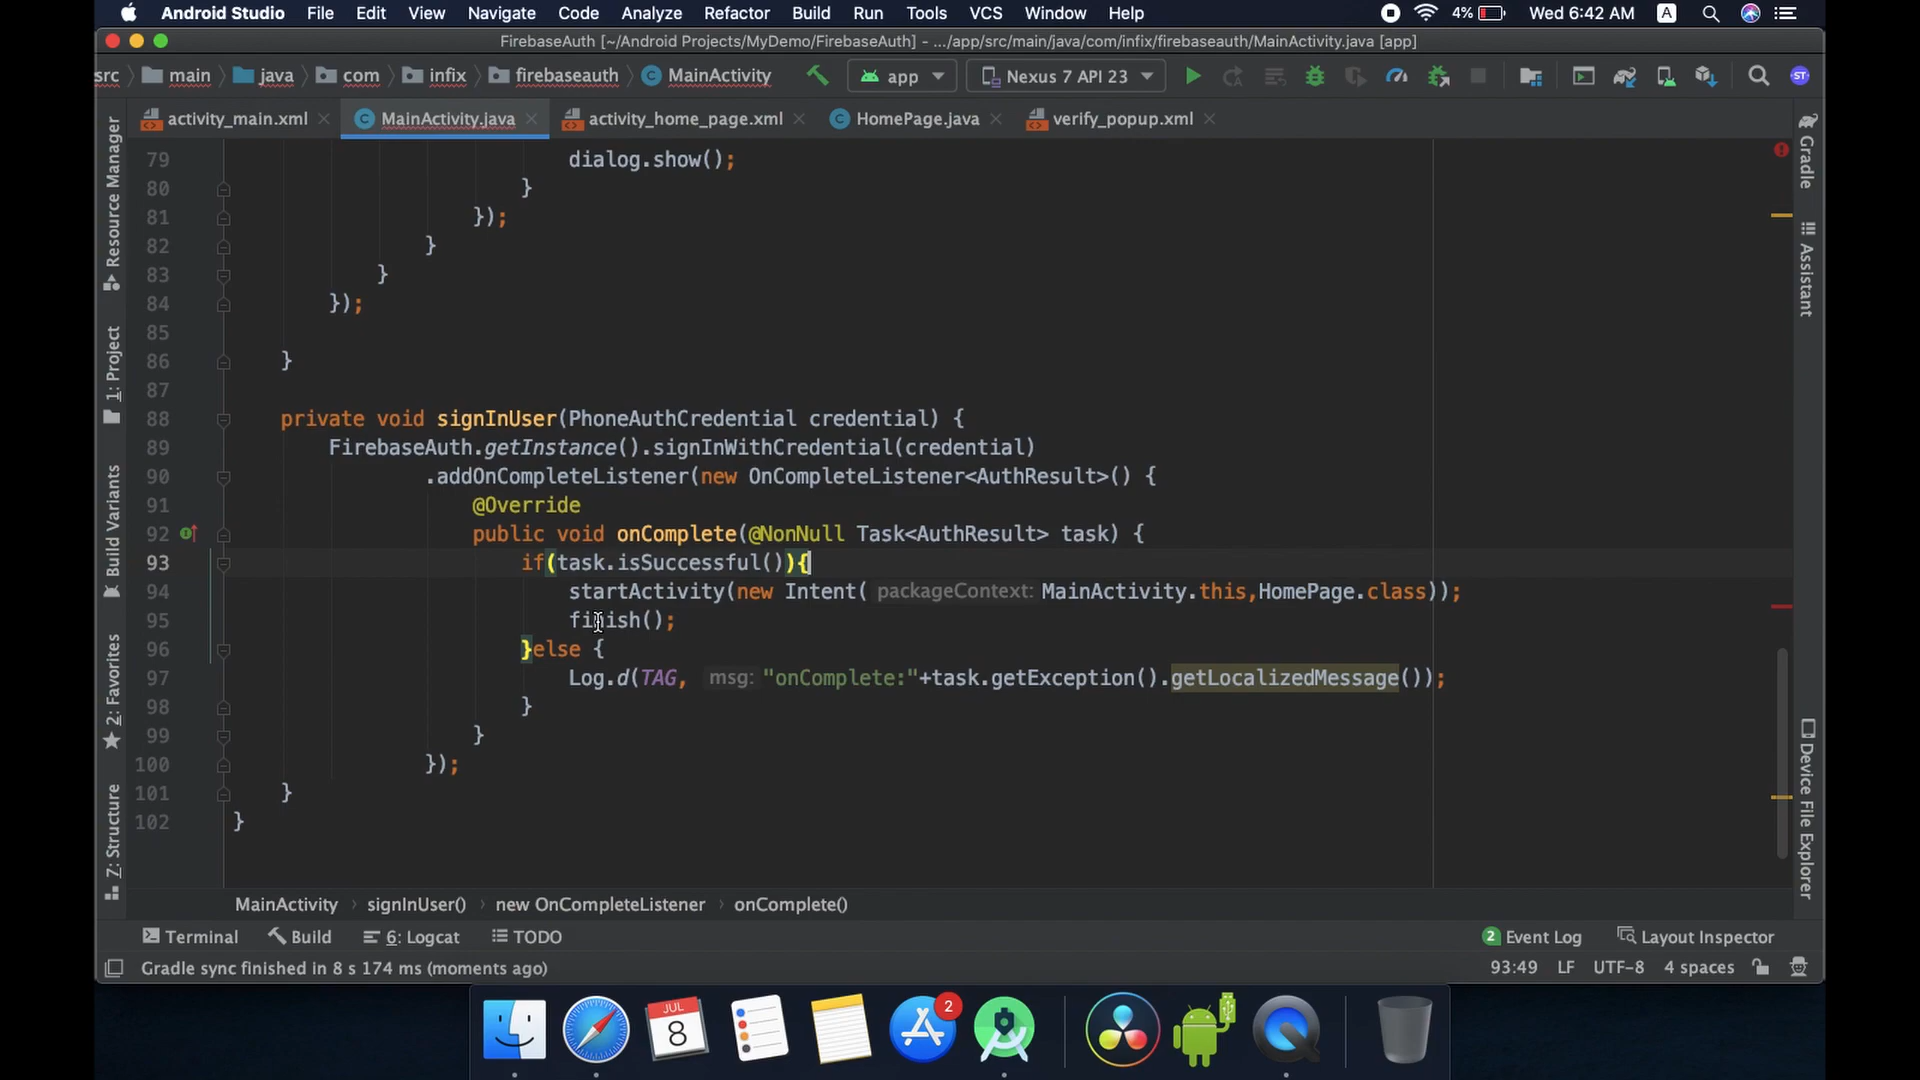 Android Studio File Edit View Navigate Code Analyze Refactor Build Run Tools VCS Window Help 4% Wed 6:42 AM A
FirebaseAuth [~/Android Projects/MyDemo/FirebaseAuth] - .../app/src/main/java/com/infix/firebaseauth/MainActivity.java [app]
src main java com infix firebaseauth MainActivity app Nexus 7 API 23 ST
activity_main.xml MainActivity.java activity_home_page.xml HomePage.java verify_popup.xml
79 dialog.show();
80 }
81 });
82 }
83 }
84 });
85
86 }
87
88 private void signInUser(PhoneAuthCredential credential) {
89 FirebaseAuth.getInstance().signInWithCredential(credential)
90 .addOnCompleteListener(new OnCompleteListener<AuthResult>() {
91 @Override
92 public void onComplete(@NonNull Task<AuthResult> task) {
93 if(task.isSuccessful()){
94 startActivity(new Intent( packageContext: MainActivity.this,HomePage.class));
95 finish();
96 }else {
97 Log.d(TAG, msg: "onComplete:"+task.getException().getLocalizedMessage());
98 }
99 }
100 });
101 }
102 }
Resource Manager
1: Project
Build Variants
2: Favorites
7: Structure
Gradle
Assistant
Device File Explorer
MainActivity signInUser() new OnCompleteListener onComplete()
Terminal Build 6: Logcat TODO 2 Event Log Layout Inspector
Gradle sync finished in 8 s 174 ms (moments ago) 93:49 LF UTF-8 4 spaces
JUL
8
2